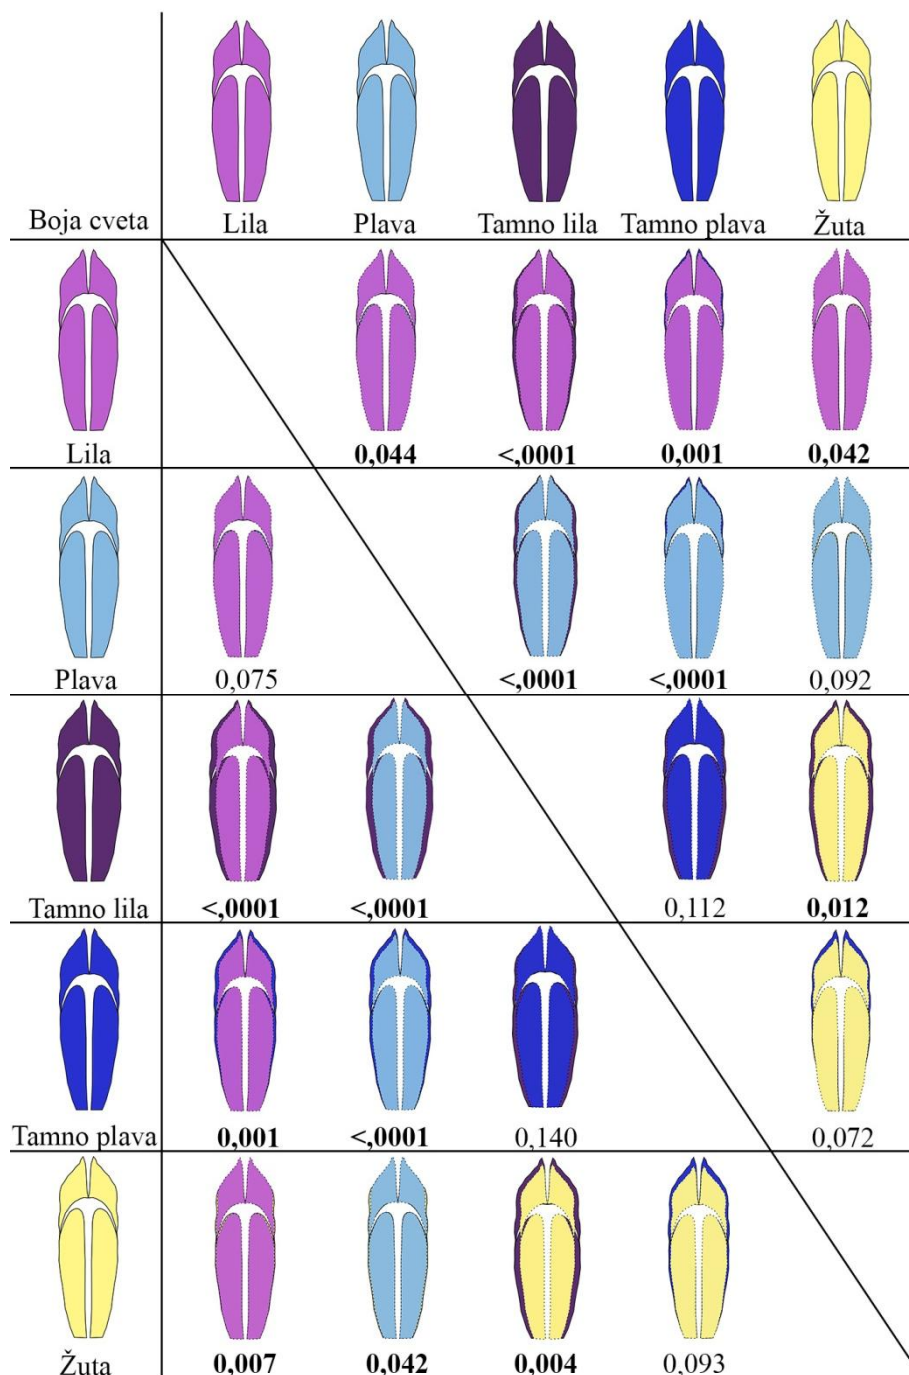 Boja cveta Lila Plava Tamno lila Tamno plava Žuta
Lila 0,044 <,0001 0,001 0,042
Plava 0,075 <,0001 <,0001 0,092
Tamno lila <,0001 <,0001 0,112 0,012
Tamno plava 0,001 <,0001 0,140 0,072
Žuta 0,007 0,042 0,004 0,093